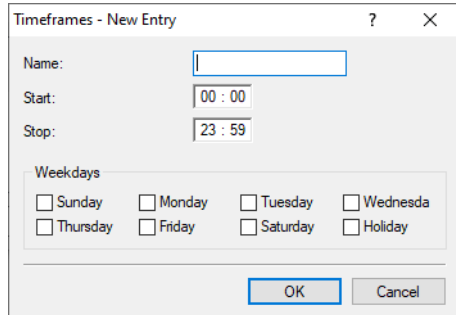 Timeframes - New Entry ? X
Name:
Start: 00 : 00
Stop: 23 : 59
Weekdays
Sunday Monday Tuesday Wednesda
Thursday Friday Saturday Holiday
OK Cancel